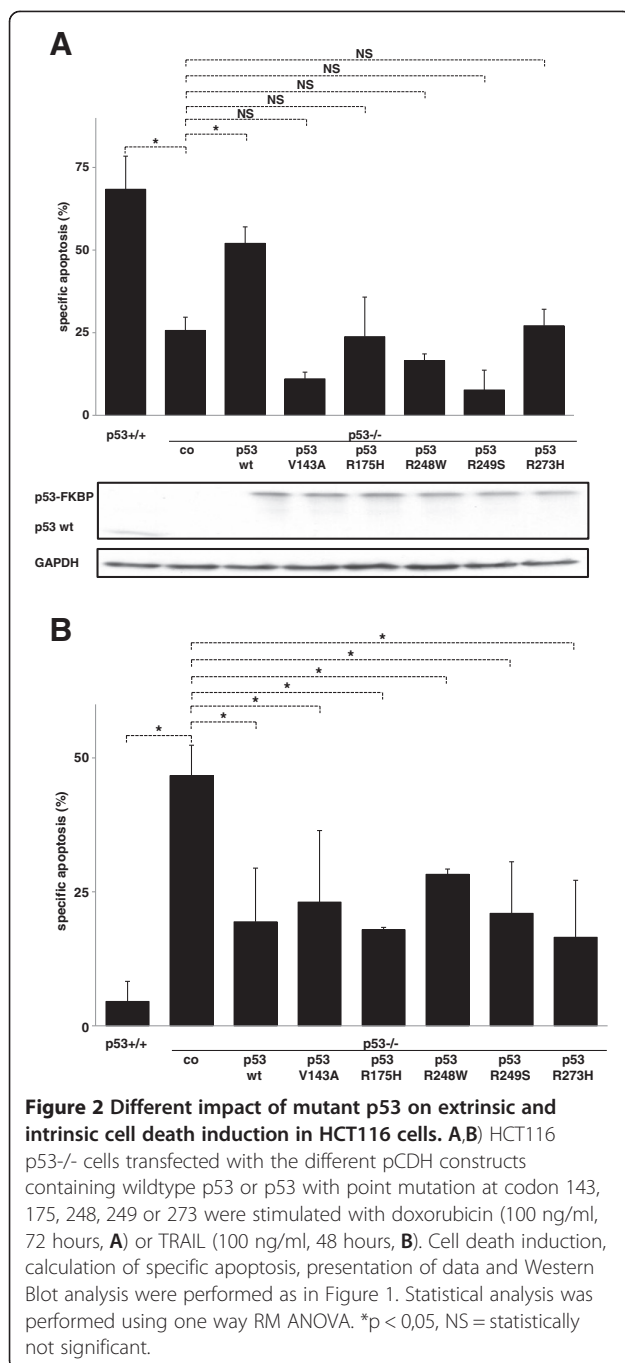 A
NS
NS
NS
NS
NS
*
*
specific apoptosis (%)
75
50
25
0
p53+/+
p53-/-
co
p53 wt
p53 V143A
p53 R175H
p53 R248W
p53 R249S
p53 R273H
p53-FKBP
p53 wt
GAPDH
B
*
*
*
*
*
*
*
specific apoptosis (%)
50
25
0
p53+/+
p53-/-
co
p53 wt
p53 V143A
p53 R175H
p53 R248W
p53 R249S
p53 R273H
Figure 2 Different impact of mutant p53 on extrinsic and
intrinsic cell death induction in HCT116 cells. A,B) HCT116
p53-/- cells transfected with the different pCDH constructs
containing wildtype p53 or p53 with point mutation at codon 143,
175, 248, 249 or 273 were stimulated with doxorubicin (100 ng/ml,
72 hours, A) or TRAIL (100 ng/ml, 48 hours, B). Cell death induction,
calculation of specific apoptosis, presentation of data and Western
Blot analysis were performed as in Figure 1. Statistical analysis was
performed using one way RM ANOVA. *p < 0,05, NS = statistically
not significant.